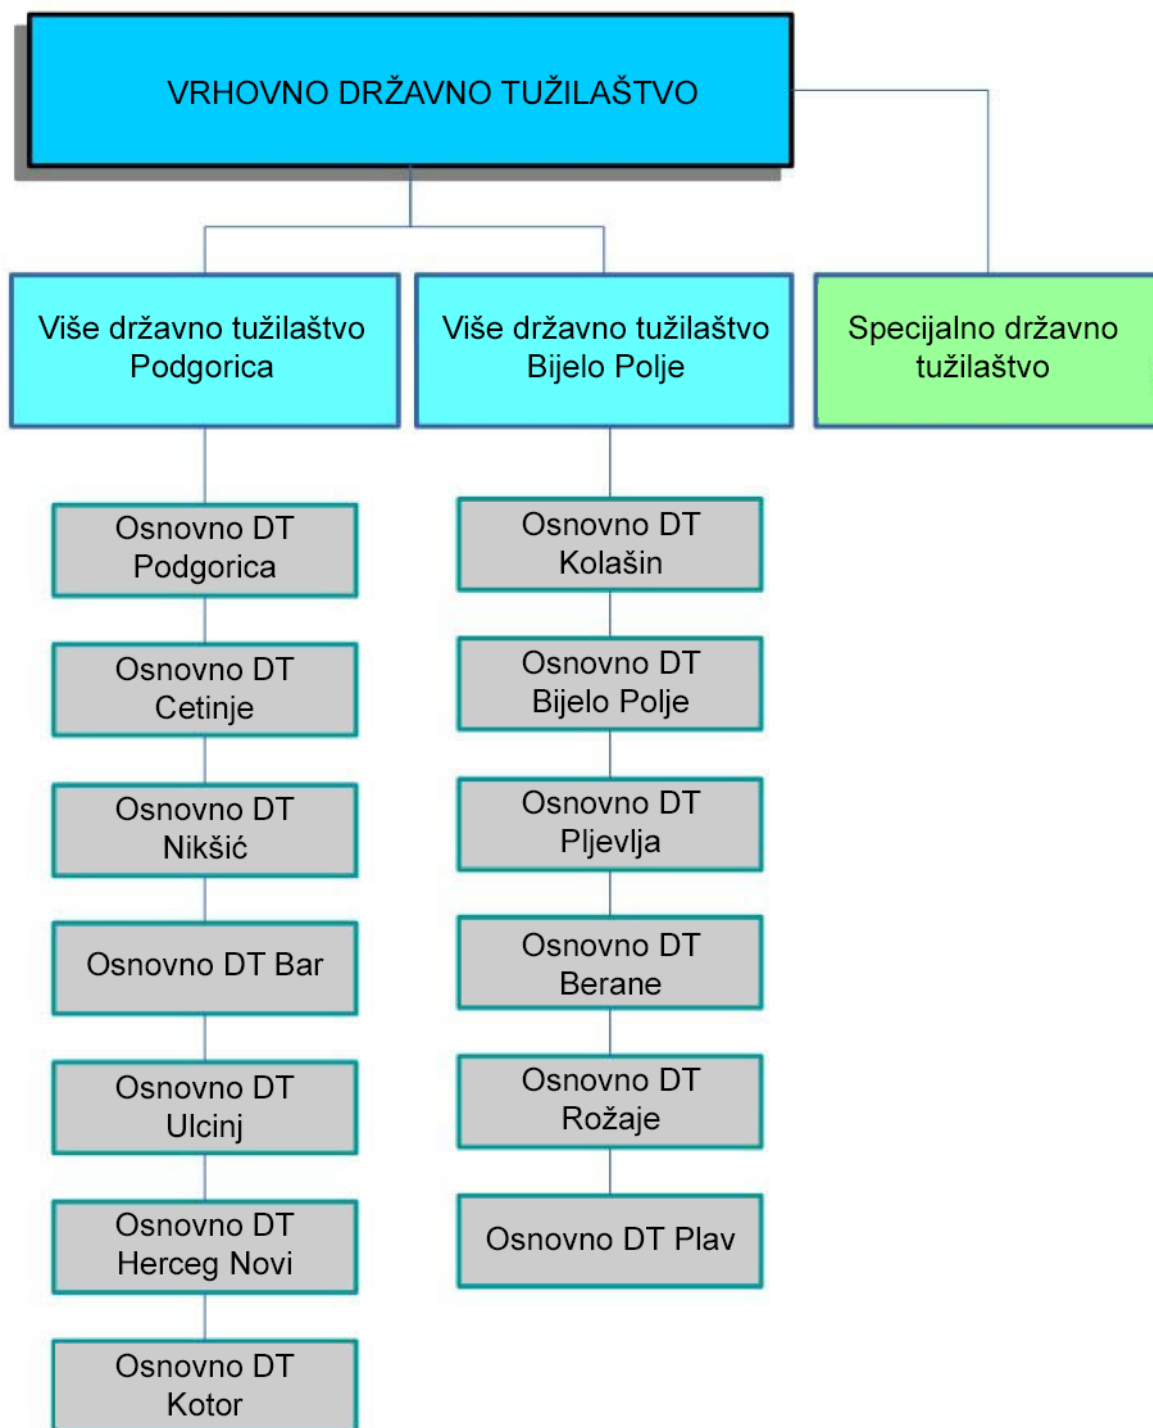 VRHOVNO DRŽAVNO TUŽILAŠTVO
Više državno tužilaštvo
Podgorica
Više državno tužilaštvo
Bijelo Polje
Specijalno državno
tužilaštvo
Osnovno DT
Podgorica
Osnovno DT
Cetinje
Osnovno DT
Nikšić
Osnovno DT Bar
Osnovno DT
Ulcinj
Osnovno DT
Herceg Novi
Osnovno DT
Kotor
Osnovno DT
Kolašin
Osnovno DT
Bijelo Polje
Osnovno DT
Pljevlja
Osnovno DT
Berane
Osnovno DT
Rožaje
Osnovno DT Plav